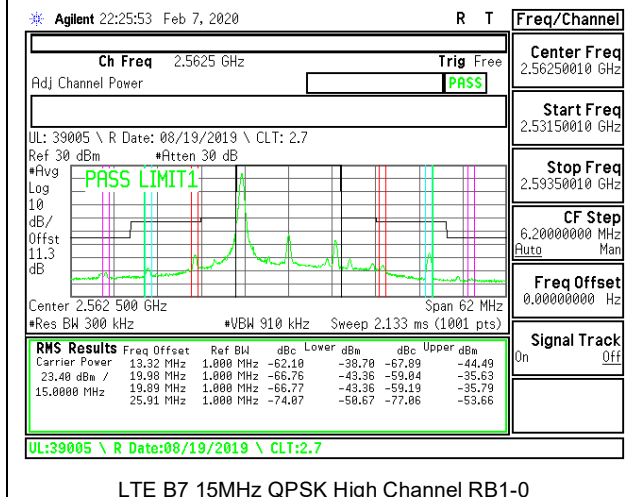 Agilent 22:25:53 Feb 7, 2020 R T
Freq/Channel
Ch Freq 2.5625 GHz Trig Free
Adj Channel Power PASS
UL: 39005 \ R Date: 08/19/2019 \ CLT: 2.7
Ref 30 dBm #Atten 30 dB
#Avg
Log
10
dB/
Offst
11.3
dB
PASS LIMIT1
Center 2.562 500 GHz Span 62 MHz
#Res BW 300 kHz #VBW 910 kHz Sweep 2.133 ms (1001 pts)
RMS Results Freq Offset Ref BW dBc Lower dBm dBc Upper dBm
Carrier Power 13.32 MHz 1.000 MHz -62.10 -38.70 -67.89 -44.49
23.40 dBm / 19.98 MHz 1.000 MHz -66.76 -43.36 -59.04 -35.63
15.0000 MHz 19.89 MHz 1.000 MHz -66.77 -43.36 -59.19 -35.79
25.91 MHz 1.000 MHz -74.07 -50.67 -77.06 -53.66
UL:39005 \ R Date:08/19/2019 \ CLT:2.7
Center Freq
2.56250010 GHz
Start Freq
2.53150010 GHz
Stop Freq
2.59350010 GHz
CF Step
6.20000000 MHz
Auto Man
Freq Offset
0.00000000 Hz
Signal Track
On Off
LTE B7 15MHz QPSK High Channel RB1-0